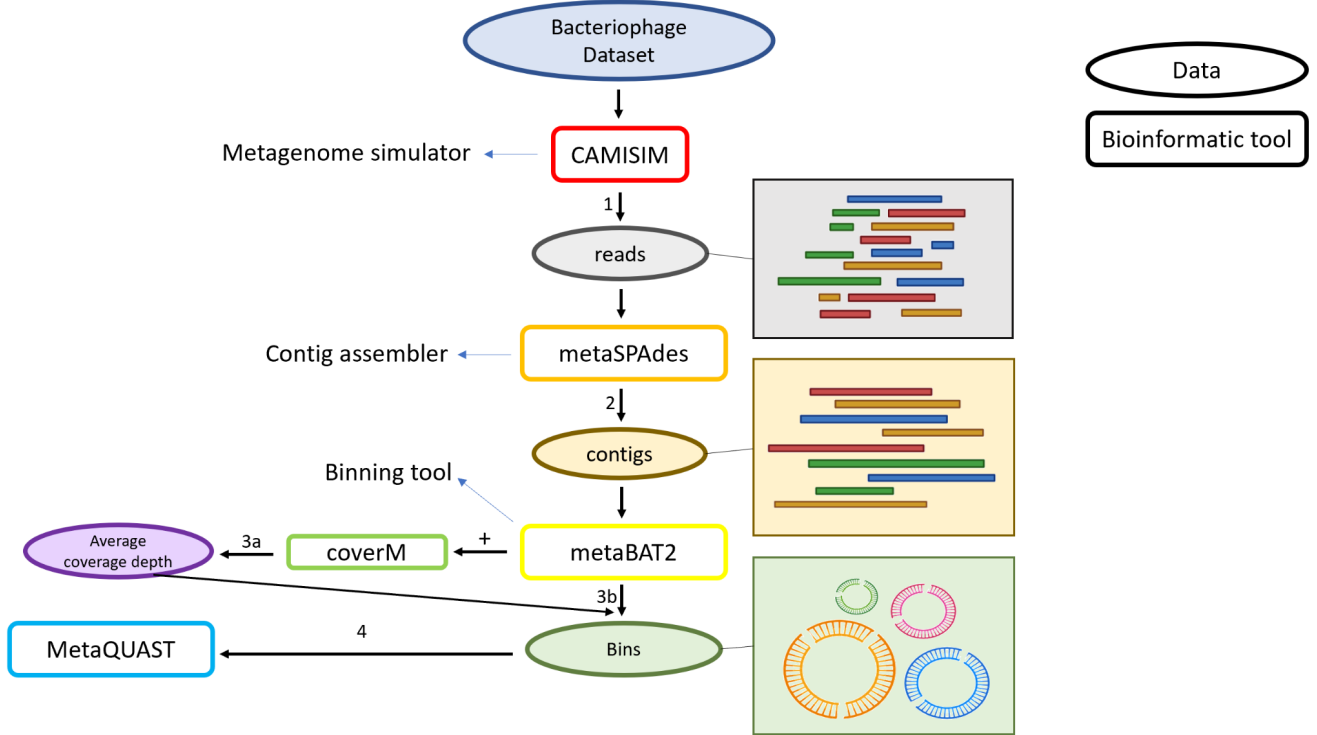 Bacteriophage
Dataset
Data
Bioinformatic tool
Metagenome simulator
CAMISIM
1
reads
Contig assembler
metaSPAdes
2
contigs
Binning tool
Average
coverage depth
3a
coverM
+
metaBAT2
3b
MetaQUAST
4
Bins